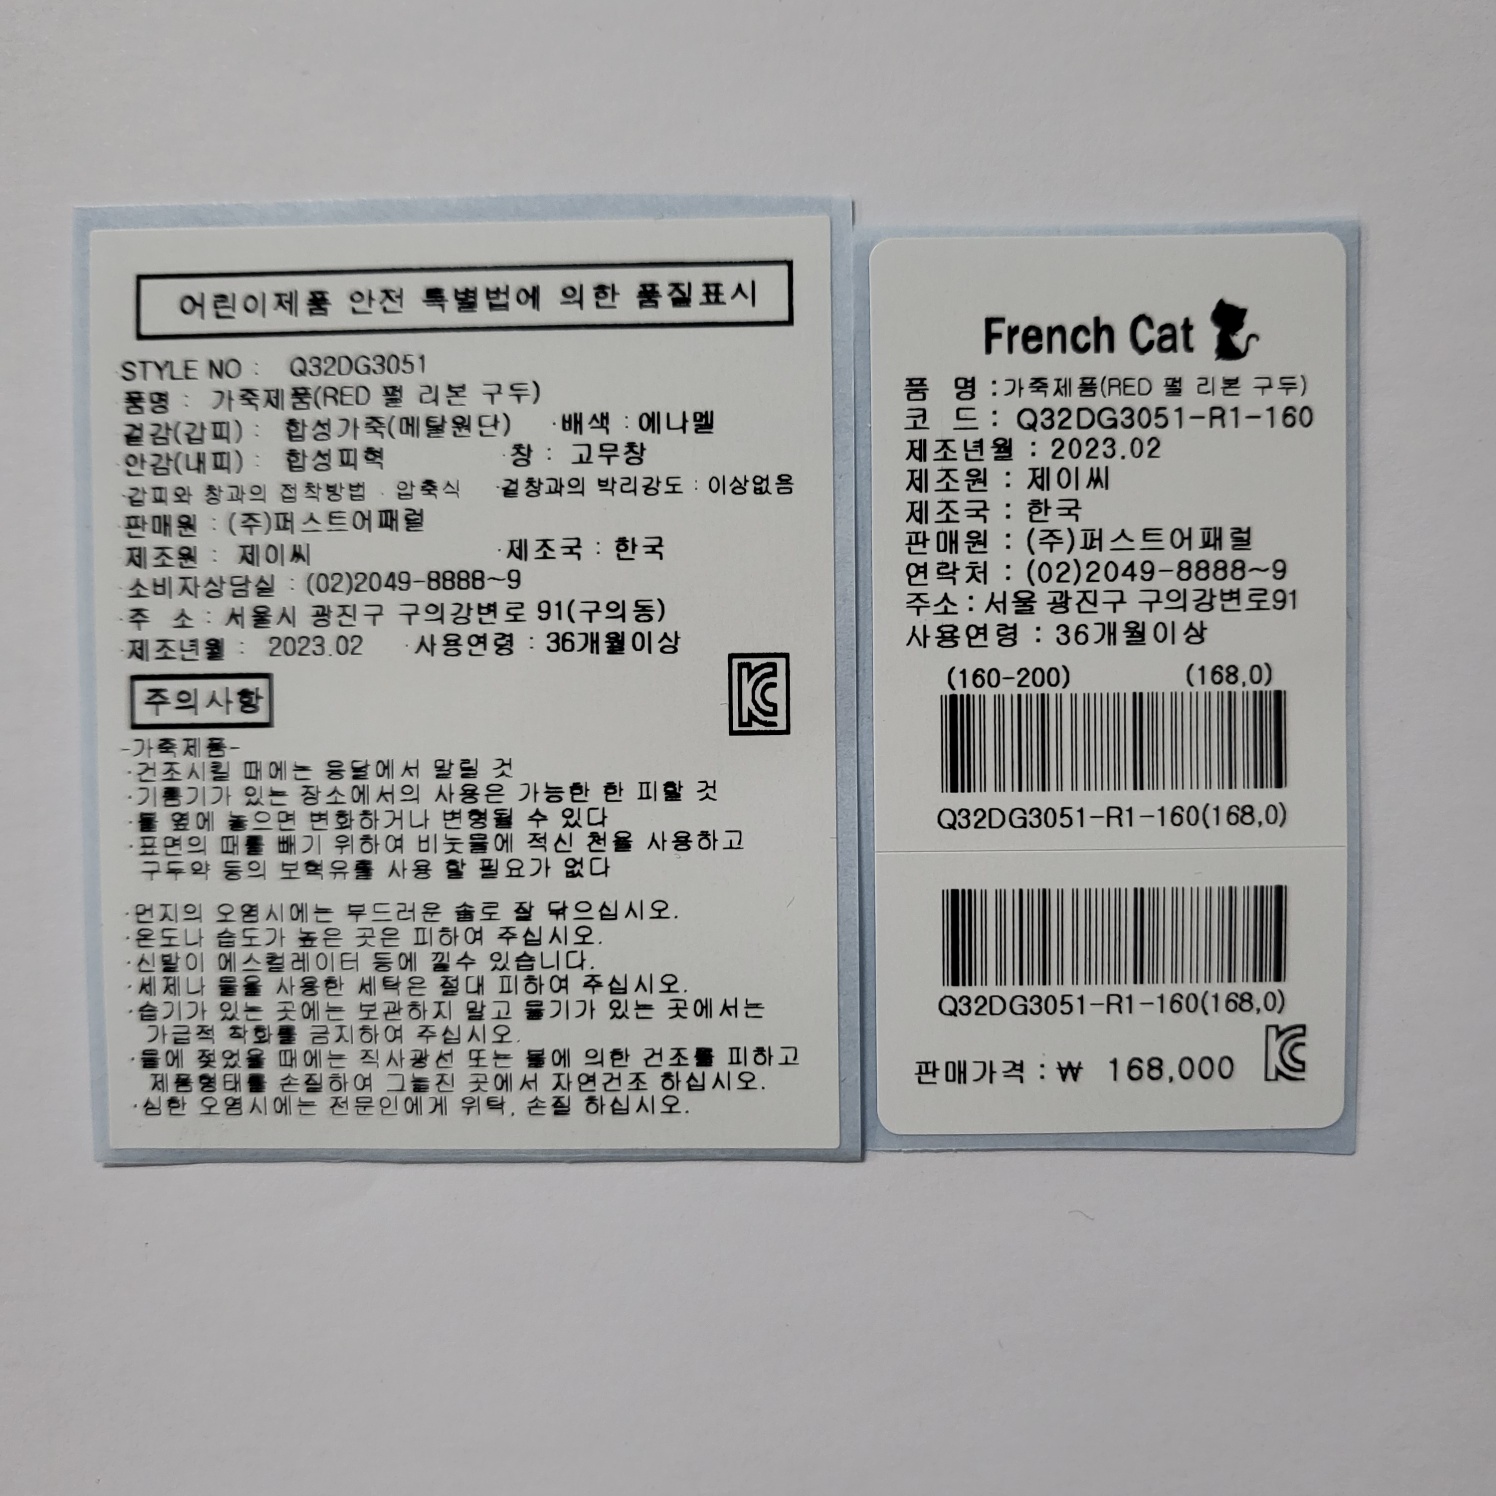 어린이제품 안전 특별법에 의한 품질표시
STYLE NO : Q32DG3051
품명 : 가죽제품(RED 펄 리본 구두)
겉감(갑피) : 합성가죽(메탈원단) ·배색 : 에나멜
안감(내피) : 합성피혁 ·창 : 고무창
·갑피와 창과의 접착방법 : 압축식 ·겉창과의 박리강도 : 이상없음
·판매원 : (주)퍼스트어패럴
·제조원 : 제이씨 ·제조국 : 한국
·소비자상담실 : (02)2049-8888~9
·주 소 : 서울시 광진구 구의강변로 91(구의동)
·제조년월 : 2023.02 ·사용연령 : 36개월이상
주의사항
-가죽제품-
·건조시킬 때에는 응달에서 말릴 것
·기름기가 있는 장소에서의 사용은 가능한 한 피할 것
·불 옆에 놓으면 변화하거나 변형될 수 있다
·표면의 때를 빼기 위하여 비눗물에 적신 천을 사용하고
구두약 등의 보혁유를 사용 할 필요가 없다
·먼지의 오염시에는 부드러운 솔로 잘 닦으십시오.
·온도나 습도가 높은 곳은 피하여 주십시오.
·신발이 에스컬레이터 등에 낄수 있습니다.
·세제나 물을 사용한 세탁은 절대 피하여 주십시오.
·습기가 있는 곳에는 보관하지 말고 물기가 있는 곳에서는
가급적 착화를 금지하여 주십시오.
·물에 젖었을 때에는 직사광선 또는 불에 의한 건조를 피하고
제품형태를 손질하여 그늘진 곳에서 자연건조 하십시오.
·심한 오염시에는 전문인에게 위탁, 손질 하십시오.
French Cat
품 명 : 가죽제품(RED 펄 리본 구두)
코 드 : Q32DG3051-R1-160
제조년월 : 2023.02
제조원 : 제이씨
제조국 : 한국
판매원 : (주)퍼스트어패럴
연락처 : (02)2049-8888~9
주소 : 서울 광진구 구의강변로91
사용연령 : 36개월이상
(160-200) (168,0)
Q32DG3051-R1-160(168,0)
Q32DG3051-R1-160(168,0)
판매가격 : ₩ 168,000